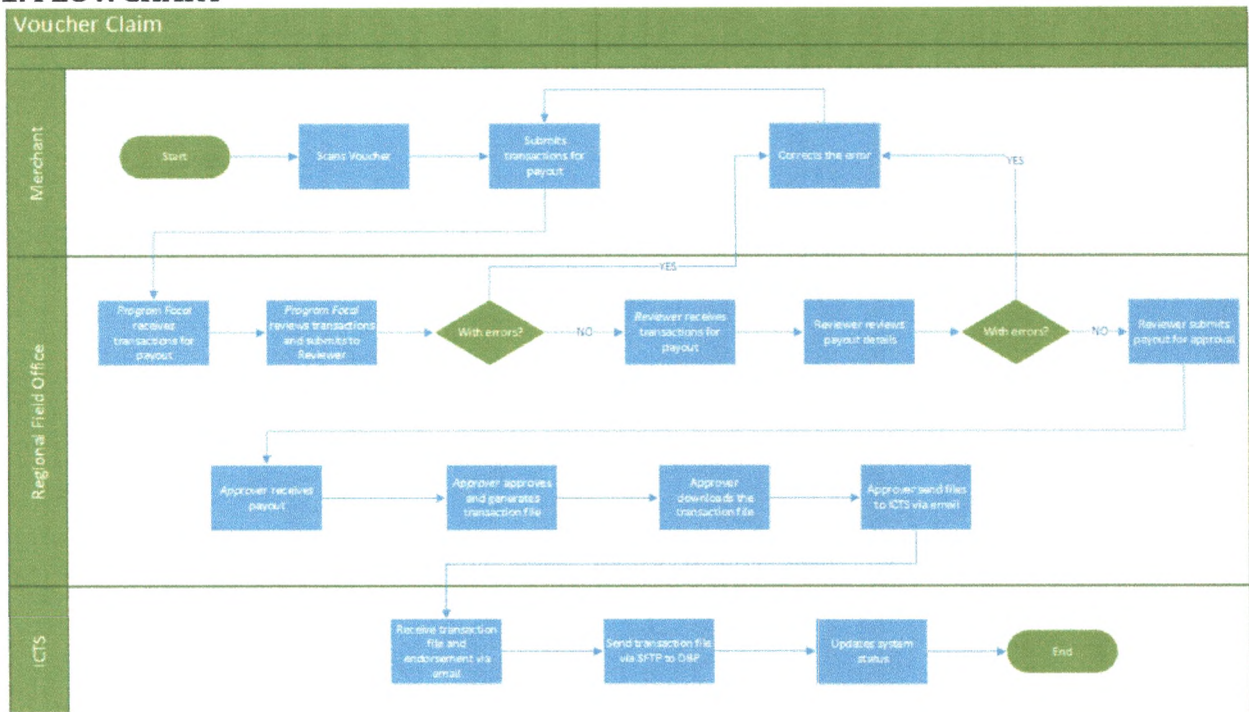 Voucher Claim
Merchant
Start
Scans Voucher
Submits
transactions for
payout
Corrects the error
YES
Regional Field Office
YES
Program Focal
receives
transactions for
payout
Program Focal
reviews transactions
and submits to
Reviewer
With errors?
NO
Reviewer receives
transactions for
payout
Reviewer reviews
payout details
With errors?
NO
Reviewer submits
payout for approval
Approver receives
payout
Approver approves
and generates
transaction file
Approver
downloads the
transaction file
Approver send files
to ICTS via email
ICTS
Receive transaction
file and
endorsement via
email
Send transaction file
via SFTP to DBP
Updates system
status
End